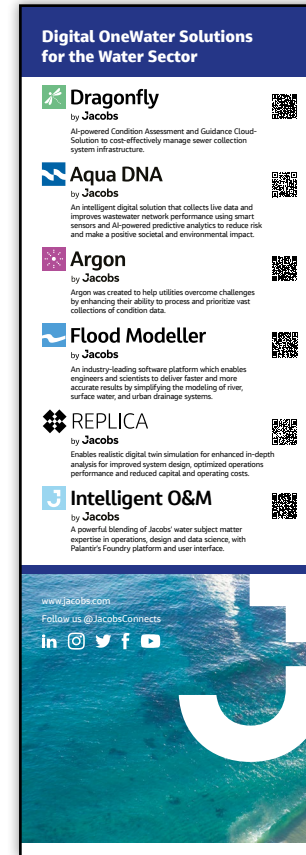 Digital OneWater Solutions
for the Water Sector
Dragonfly
by Jacobs
AI-powered Condition Assessment and Guidance Cloud-
Solution to cost-effectively manage sewer collection
system infrastructure.
Aqua DNA
by Jacobs
An intelligent digital solution that collects live data and
improves wastewater network performance using smart
sensors and AI-powered predictive analytics to reduce risk
and make a positive societal and environmental impact.
Argon
by Jacobs
Argon was created to help utilities overcome challenges
by enhancing their ability to process and prioritize vast
collections of condition data.
Flood Modeller
by Jacobs
An industry-leading software platform which enables
engineers and scientists to deliver faster and more
accurate results by simplifying the modeling of river,
surface water, and urban drainage systems.
REPLICA
by Jacobs
Enables realistic digital twin simulation for enhanced in-depth
analysis for improved system design, optimized operations
performance and reduced capital and operating costs.
Intelligent O&M
by Jacobs
A powerful blending of Jacobs' water subject matter
expertise in operations, design and data science, with
Palantir's Foundry platform and user interface.
www.jacobs.com
Follow us @JacobsConnects